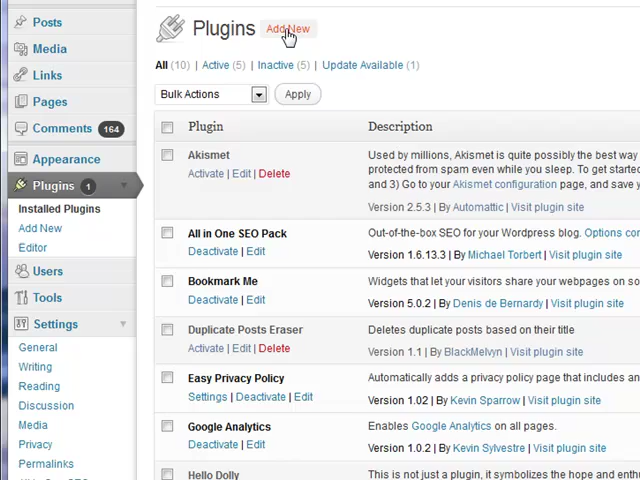 Posts
Media
Links
Pages
Comments 164
Appearance
Plugins 1
Installed Plugins
Add New
Editor
Users
Tools
Settings
General
Writing
Reading
Discussion
Media
Privacy
Permalinks
Plugins Add New
All (10) | Active (5) | Inactive (5) | Update Available (1)
Bulk Actions Apply
Plugin Description
Akismet
Activate | Edit | Delete
Used by millions, Akismet is quite possibly the best way
protected from spam even while you sleep. To get started
and 3) Go to your Akismet configuration page, and save y
Version 2.5.3 | By Automattic | Visit plugin site
All in One SEO Pack
Deactivate | Edit
Out-of-the-box SEO for your Wordpress blog. Options con
Version 1.6.13.3 | By Michael Torbert | Visit plugin site
Bookmark Me
Deactivate | Edit
Widgets that let your visitors share your webpages on so
Version 5.0.2 | By Denis de Bernardy | Visit plugin site
Duplicate Posts Eraser
Activate | Edit | Delete
Deletes duplicate posts based on their title
Version 1.1 | By BlackMelvyn | Visit plugin site
Easy Privacy Policy
Settings | Deactivate | Edit
Automatically adds a privacy policy page that includes an
Version 1.02 | By Kevin Sparrow | Visit plugin site
Google Analytics
Deactivate | Edit
Enables Google Analytics on all pages.
Version 1.0.2 | By Kevin Sylvestre | Visit plugin site
Hello Dolly
This is not just a plugin, it symbolizes the hope and enth